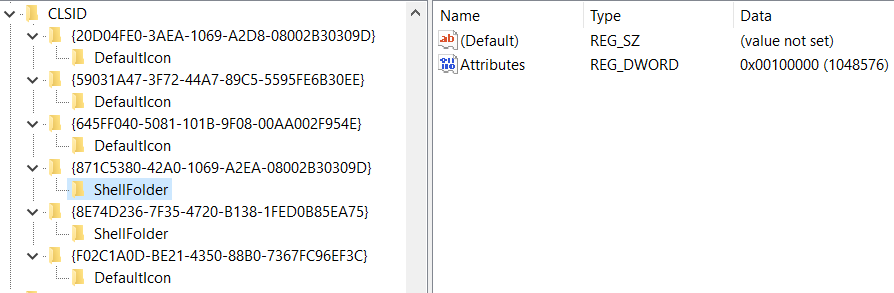 CLSID
{20D04FE0-3AEA-1069-A2D8-08002B30309D}
DefaultIcon
{59031A47-3F72-44A7-89C5-5595FE6B30EE}
DefaultIcon
{645FF040-5081-101B-9F08-00AA002F954E}
DefaultIcon
{871C5380-42A0-1069-A2EA-08002B30309D}
ShellFolder
{8E74D236-7F35-4720-B138-1FED0B85EA75}
ShellFolder
{F02C1A0D-BE21-4350-88B0-7367FC96EF3C}
DefaultIcon
Name Type Data
ab (Default) REG_SZ (value not set)
Attributes REG_DWORD 0x00100000 (1048576)